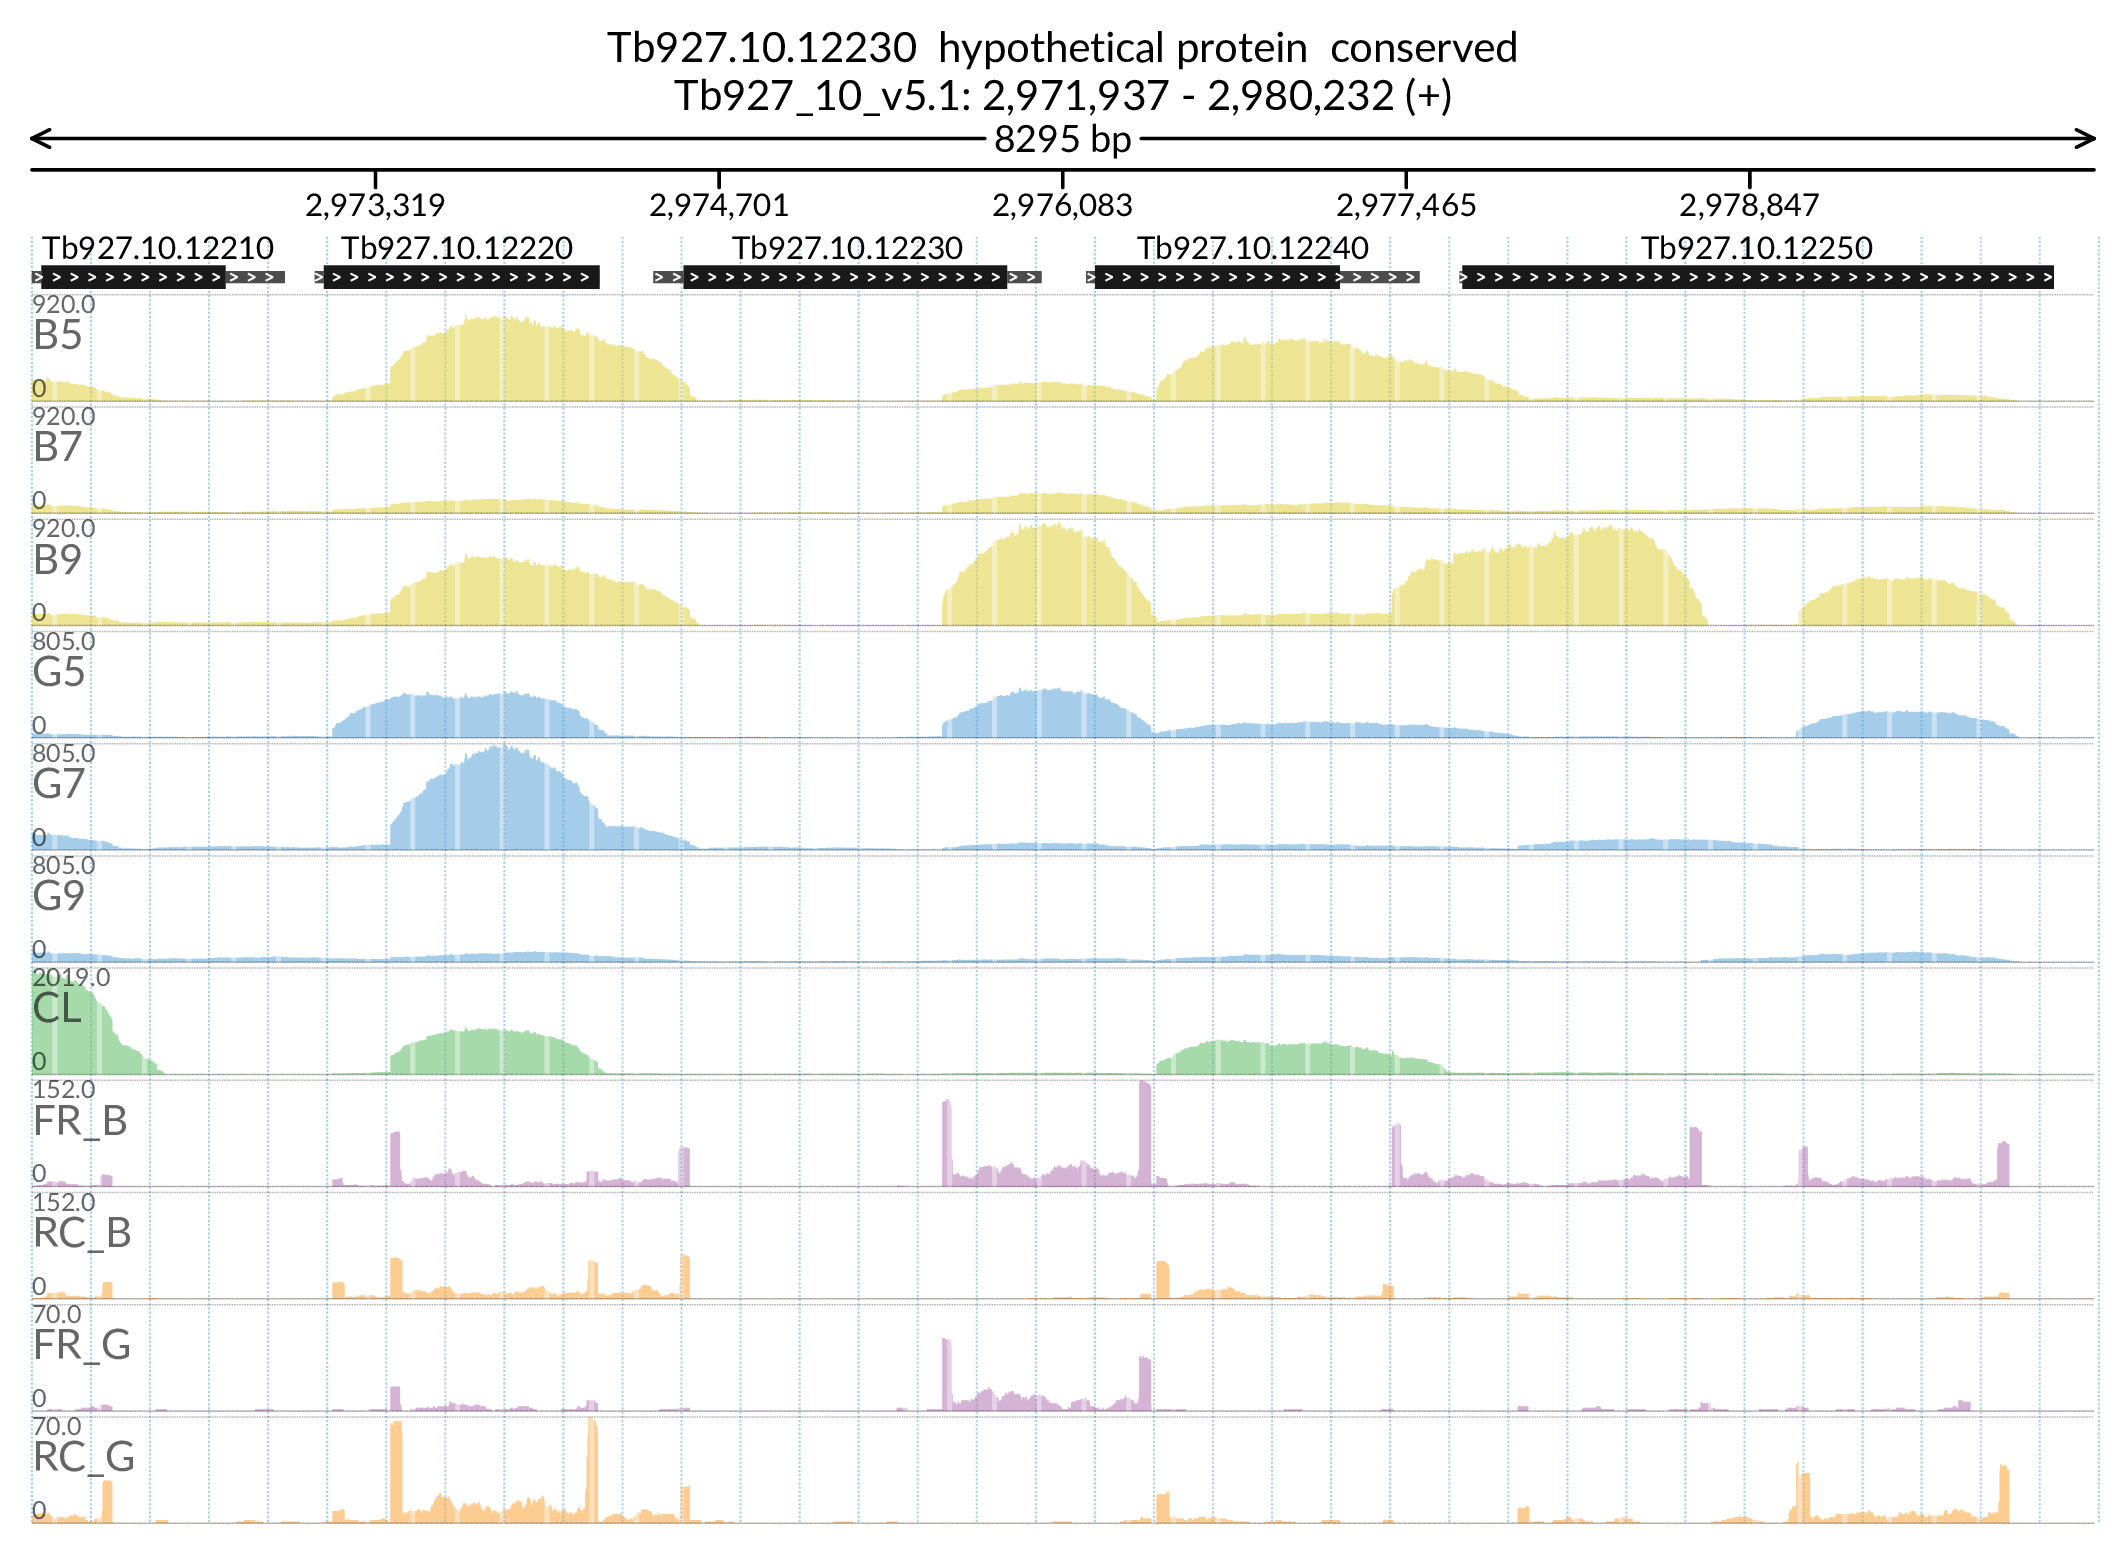 Tb927.10.12230 hypothetical protein conserved
Tb927_10_v5.1: 2,971,937 - 2,980,232 (+)
8295 bp
2,973,319 2,974,701 2,976,083 2,977,465 2,978,847
Tb927.10.12210 Tb927.10.12220 Tb927.10.12230 Tb927.10.12240 Tb927.10.12250
920.0
B5
0
920.0
B7
0
920.0
B9
0
805.0
G5
0
805.0
G7
0
805.0
G9
0
2019.0
CL
0
152.0
FR_B
0
152.0
RC_B
0
70.0
FR_G
0
70.0
RC_G
0